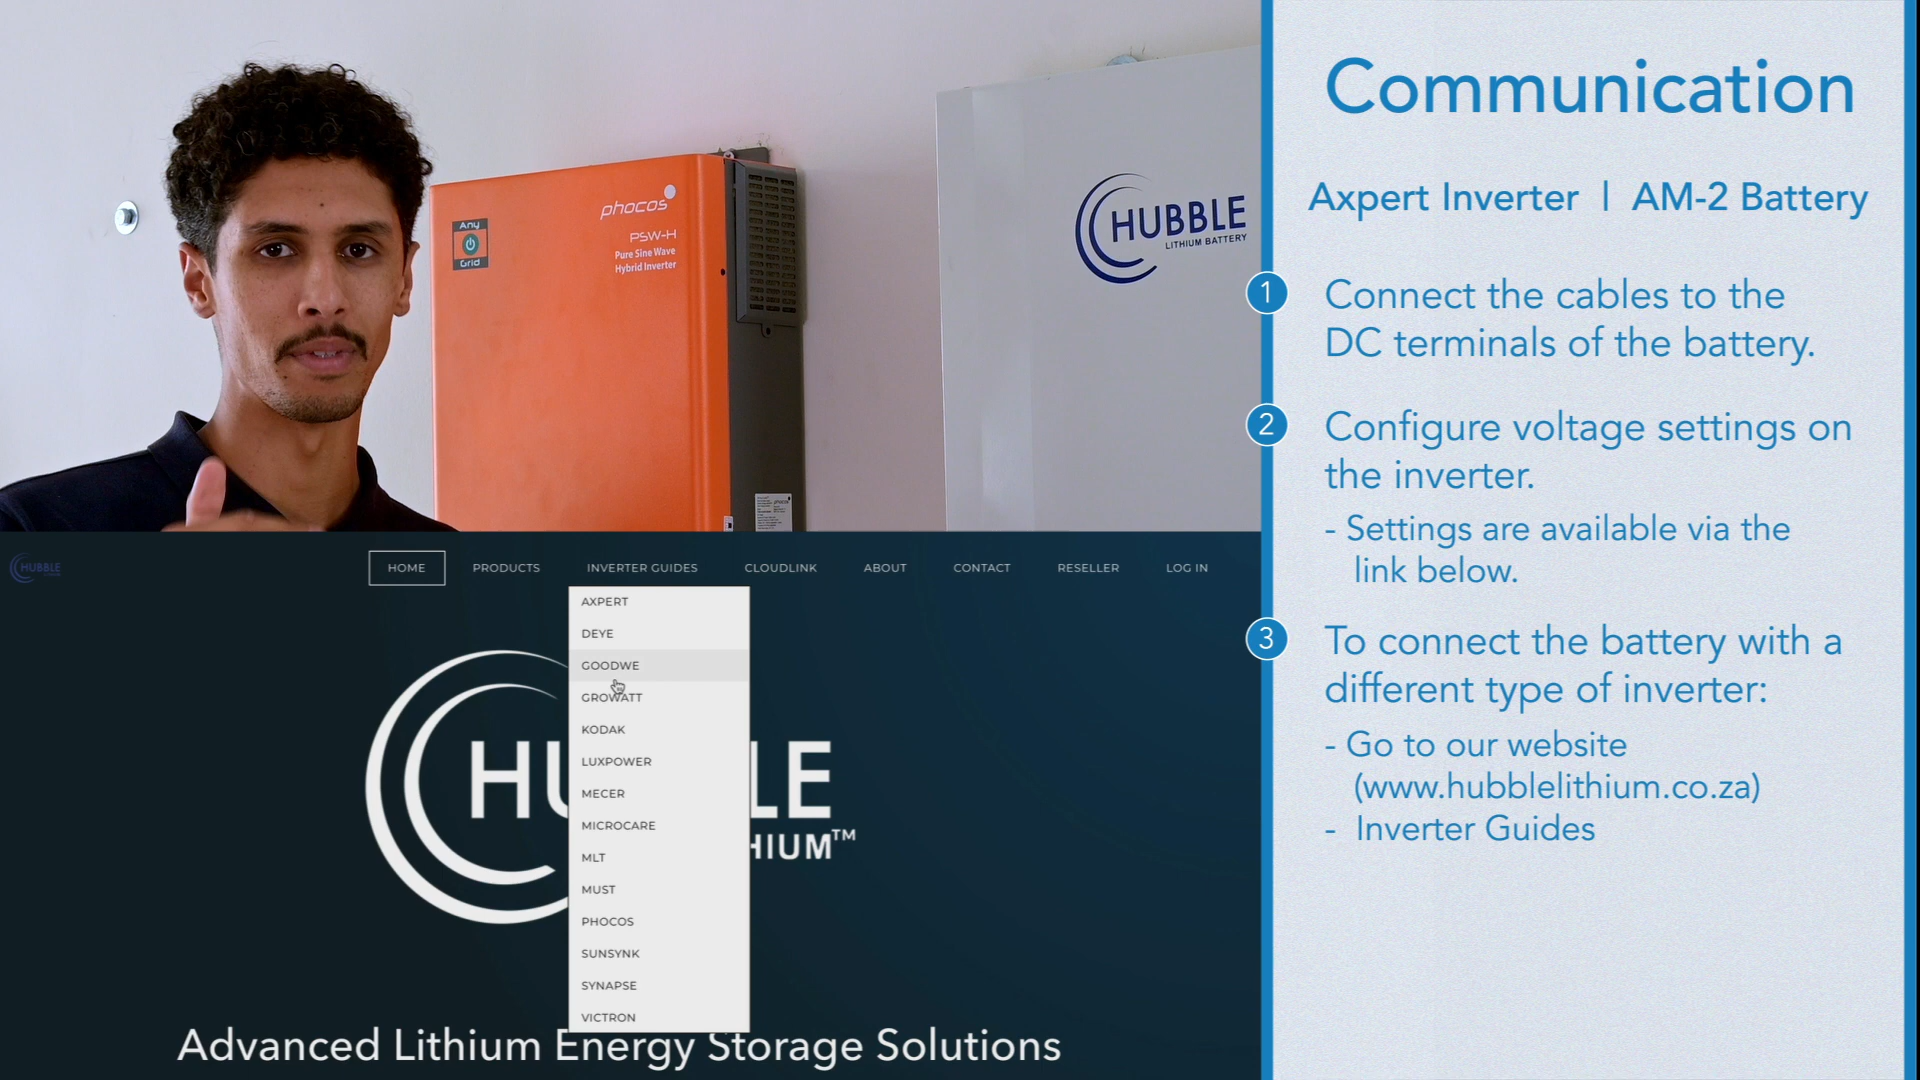 phocos
Any
Grid
PSW-H
Pure Sine Wave
Hybrid Inverter
HUBBLE
LITHIUM BATTERY
HUBBLE
HOME
PRODUCTS
INVERTER GUIDES
CLOUDLINK
ABOUT
CONTACT
RESELLER
LOG IN
AXPERT
DEYE
GOODWE
GROWATT
KODAK
LUXPOWER
MECER
MICROCARE
MLT
MUST
PHOCOS
SUNSYNK
SYNAPSE
VICTRON
HU LE
HIUM™
Advanced Lithium Energy Storage Solutions
Communication
Axpert Inverter | AM-2 Battery
1 Connect the cables to the
DC terminals of the battery.
2 Configure voltage settings on
the inverter.
- Settings are available via the
link below.
3 To connect the battery with a
different type of inverter:
- Go to our website
(www.hubblelithium.co.za)
- Inverter Guides